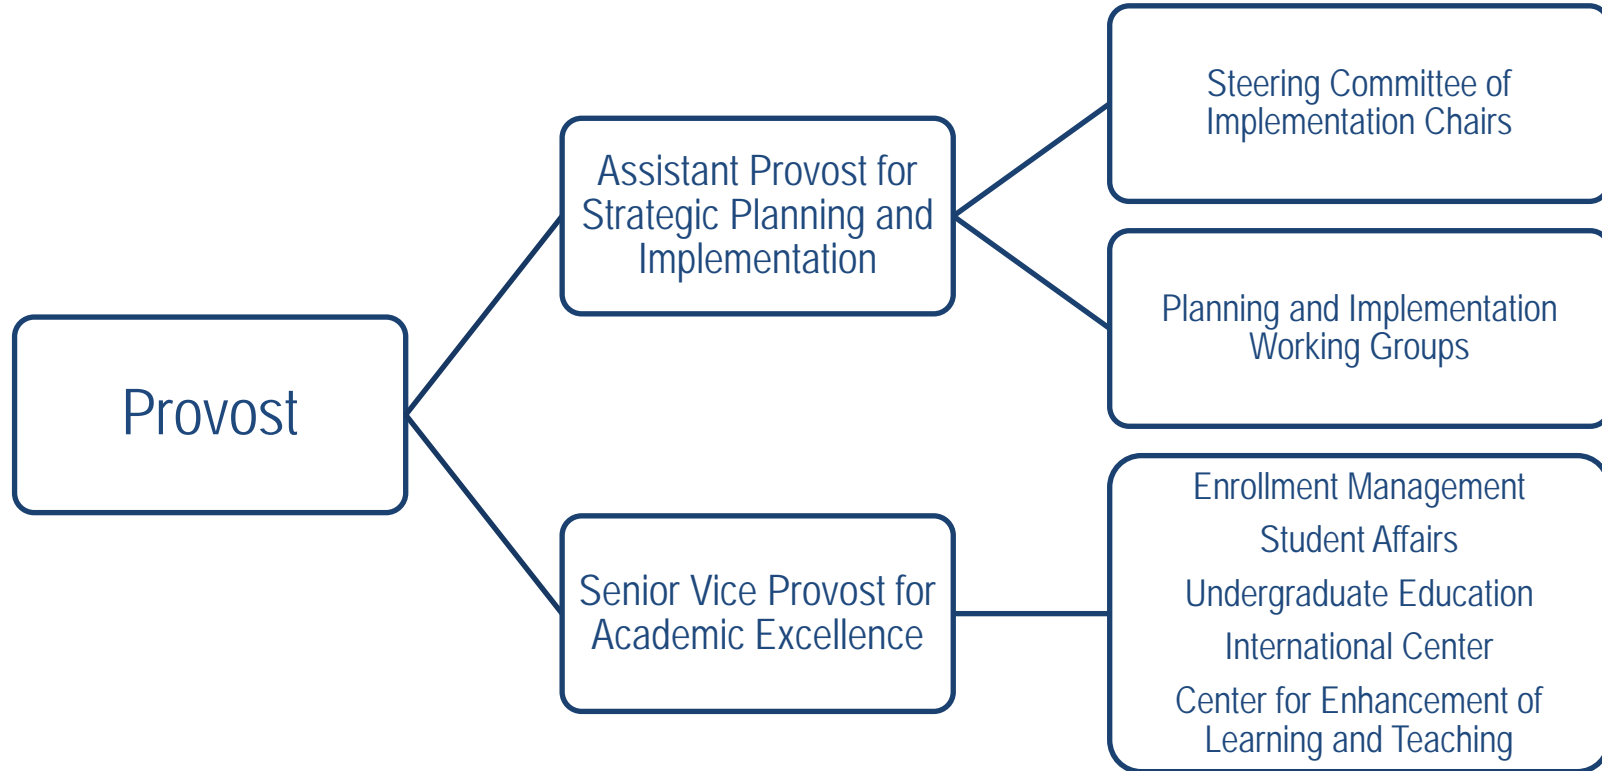 Provost
Assistant Provost for
Strategic Planning and
Implementation
Senior Vice Provost for
Academic Excellence
Steering Committee of
Implementation Chairs
Planning and Implementation
Working Groups
Enrollment Management
Student Affairs
Undergraduate Education
International Center
Center for Enhancement of
Learning and Teaching